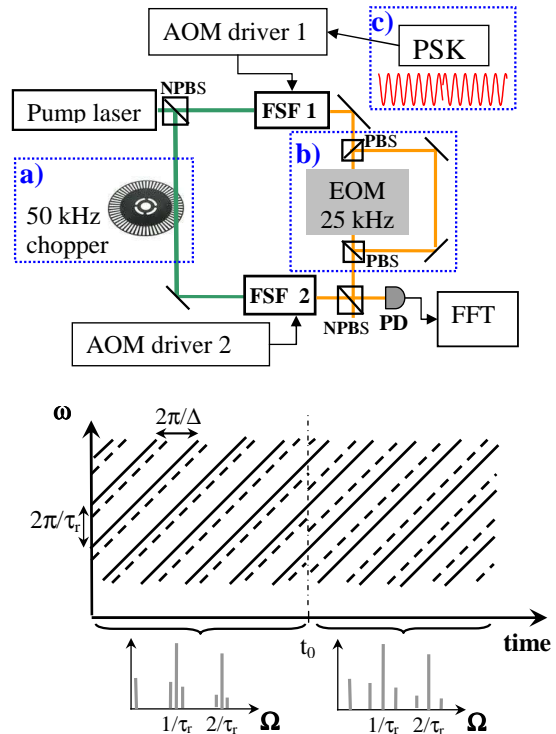 AOM driver 1
c)
PSK
NPBS
Pump laser
FSF 1
PBS
b)
a)
50 kHz
chopper
EOM
25 kHz
PBS
FSF 2
NPBS
PD
FFT
AOM driver 2
ω
2π/Δ
2π/τr
t0
time
1/τr 2/τr Ω
1/τr 2/τr Ω